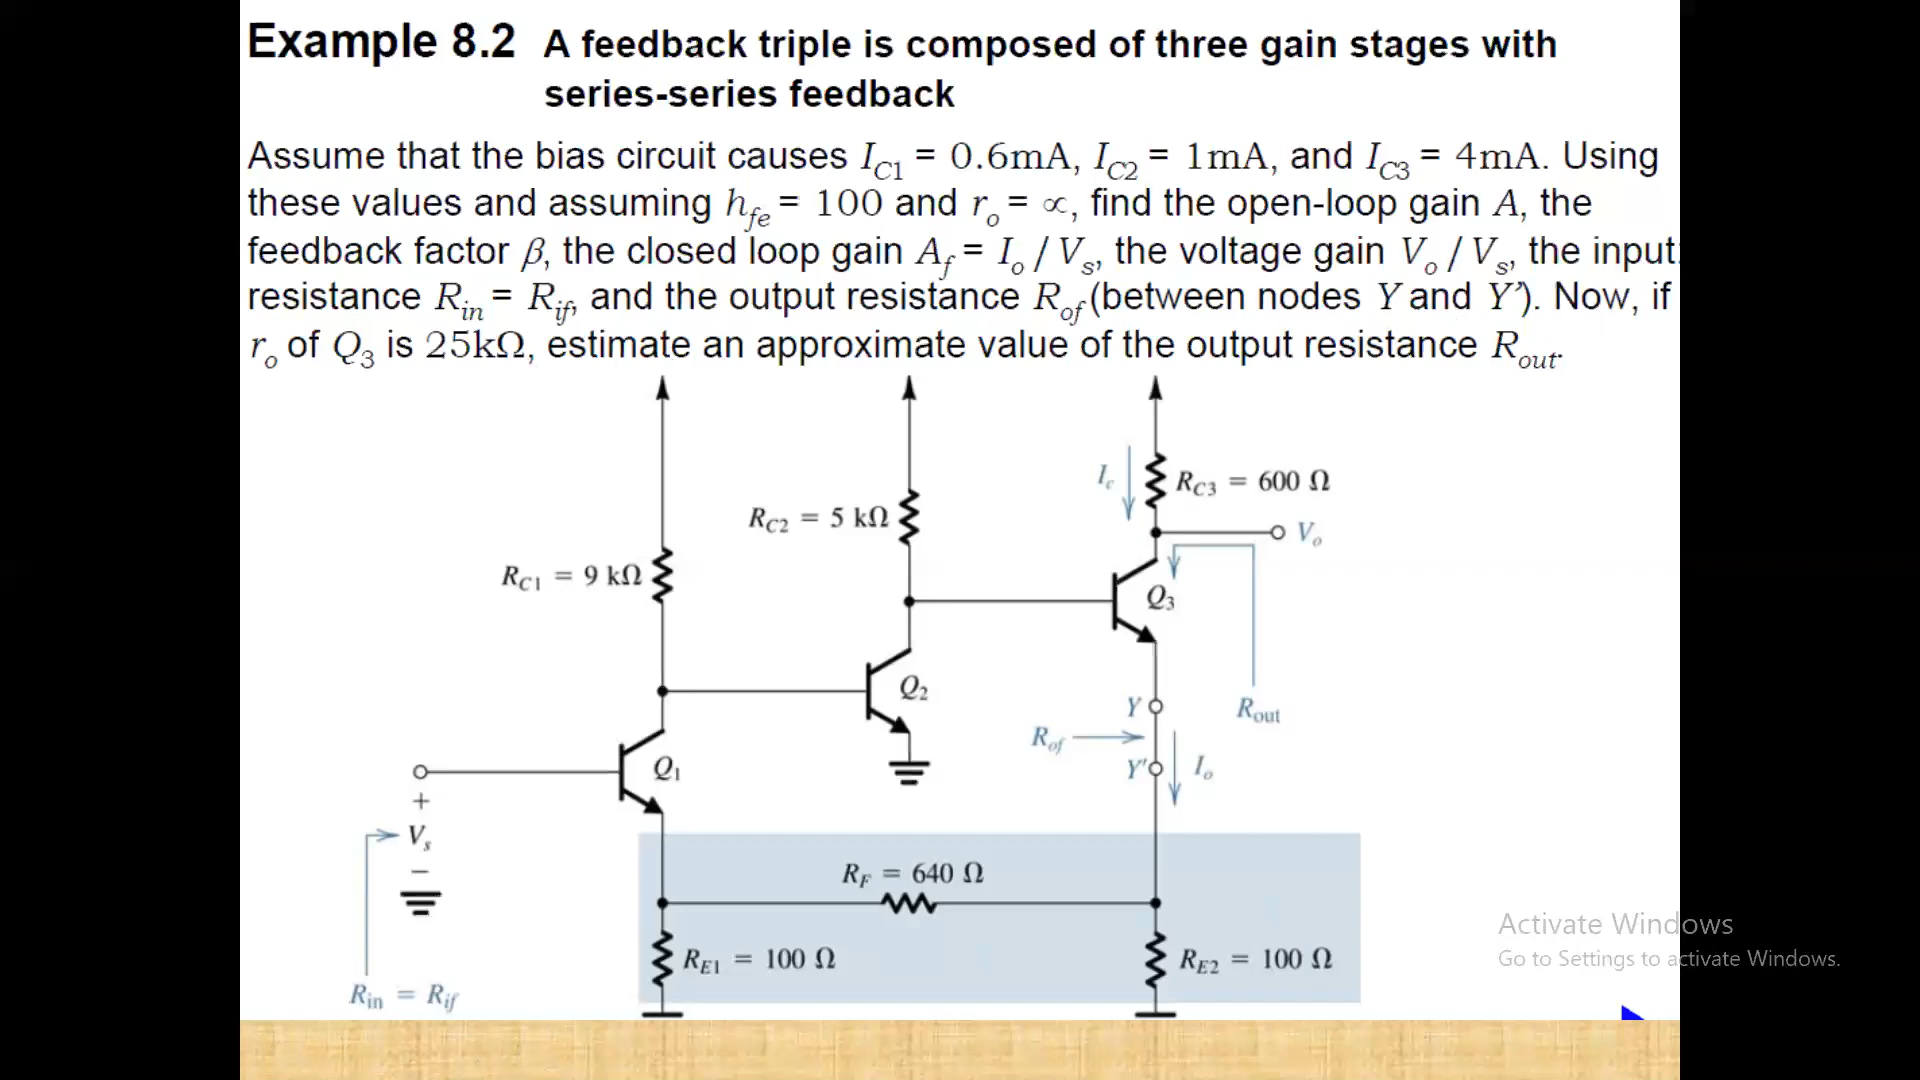 Example 8.2 A feedback triple is composed of three gain stages with
series-series feedback
Assume that the bias circuit causes I_C1 = 0.6mA, I_C2 = 1mA, and I_C3 = 4mA. Using
these values and assuming h_fe = 100 and r_o = ∝, find the open-loop gain A, the
feedback factor β, the closed loop gain A_f = I_o / V_s, the voltage gain V_o / V_s, the input
resistance R_in = R_if, and the output resistance R_of (between nodes Y and Y'). Now, if
r_o of Q_3 is 25kΩ, estimate an approximate value of the output resistance R_out.
I_c
R_C3 = 600 Ω
R_C2 = 5 kΩ
V_o
R_C1 = 9 kΩ
Q_3
Q_2
Y
R_out
R_of
Q_1
Y'
I_o
+
V_s
−
R_F = 640 Ω
R_E1 = 100 Ω
R_E2 = 100 Ω
R_in = R_if
Activate Windows
Go to Settings to activate Windows.